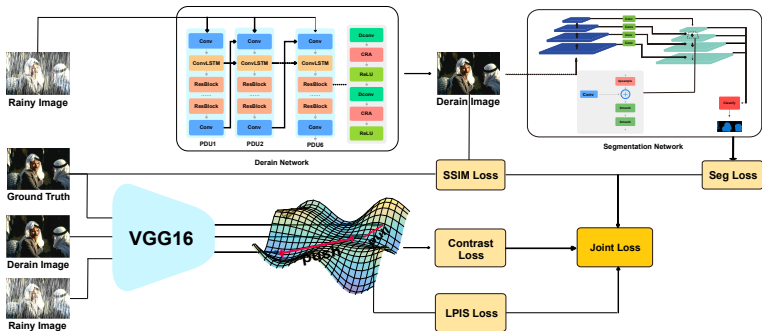 Rainy Image
Conv
ConvLSTM
ResBlock
......
ResBlock
Conv
PDU1
Conv
ConvLSTM
ResBlock
......
ResBlock
Conv
PDU2
Conv
ConvLSTM
ResBlock
......
ResBlock
Conv
PDU6
Dconv
CRA
ReLU
Dconv
CRA
ReLU
Derain Network
Derain Image
Conv
Segmentation Network
Ground Truth
Derain Image
Rainy Image
VGG16
push
SSIM Loss
Seg Loss
Contrast
Loss
Joint Loss
LPIS Loss